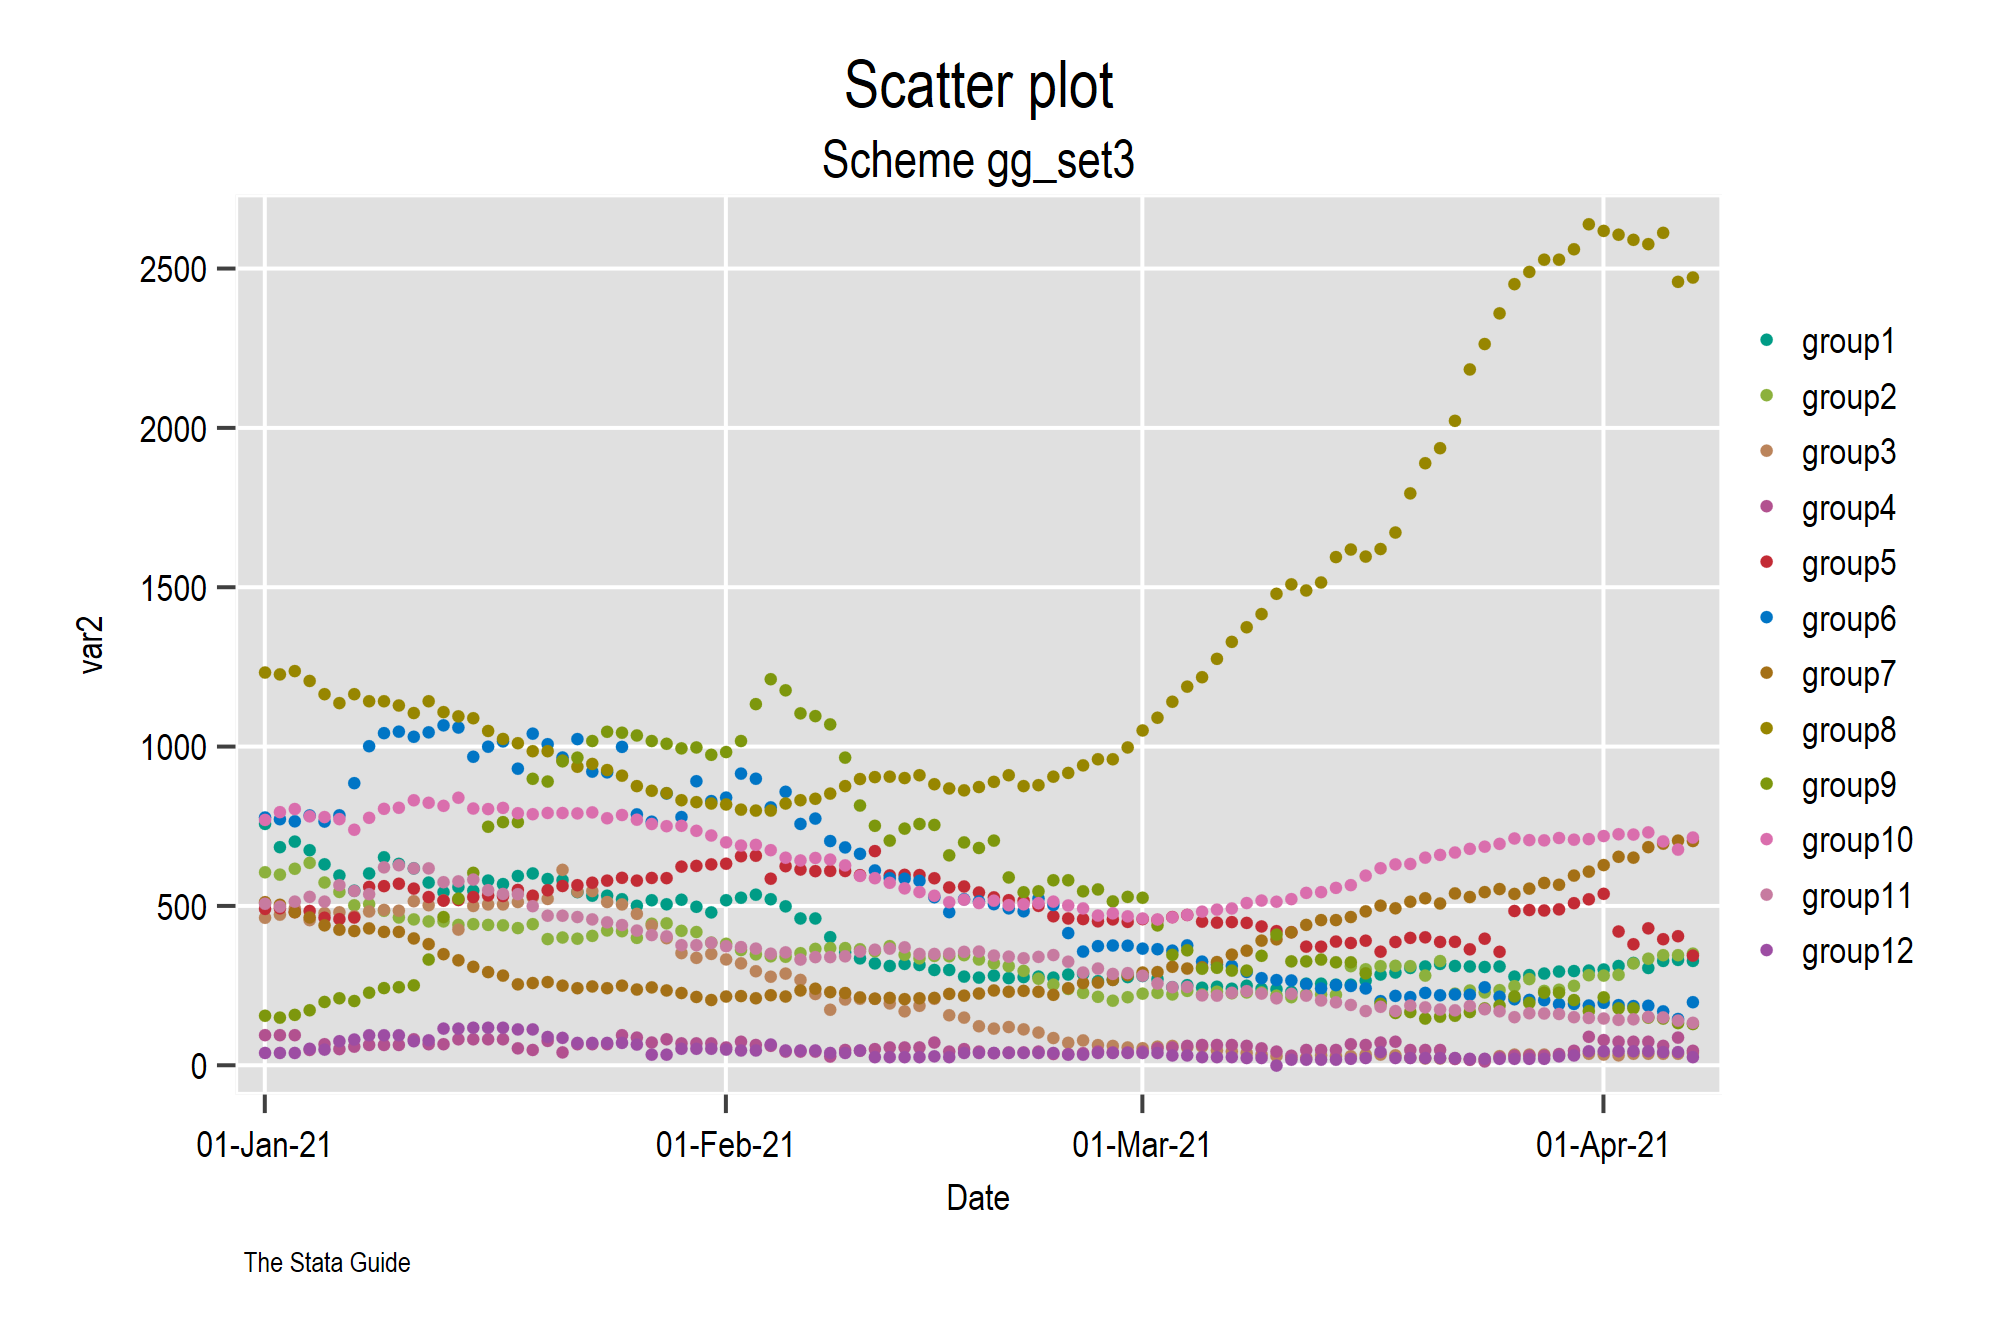 Scatter plot
Scheme gg_set3
2500
2000
1500
1000
500
0
var2
01-Jan-21
01-Feb-21
01-Mar-21
01-Apr-21
Date
group1
group2
group3
group4
group5
group6
group7
group8
group9
group10
group11
group12
The Stata Guide